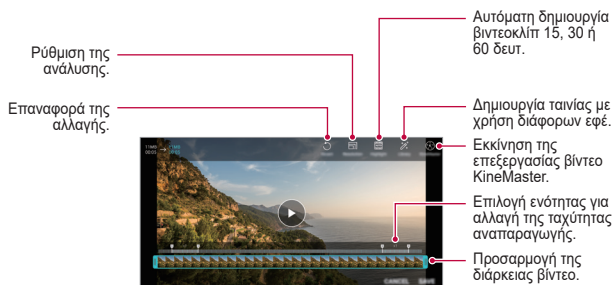 Ρύθμιση της
ανάλυσης.
Επαναφορά της
αλλαγής.
Αυτόματη δημιουργία
βιντεοκλίπ 15, 30 ή
60 δευτ.
Δημιουργία ταινίας με
χρήση διάφορων εφέ.
Εκκίνηση της
επεξεργασίας βίντεο
KineMaster.
Επιλογή ενότητας για
αλλαγή της ταχύτητας
αναπαραγωγής.
Προσαρμογή της
διάρκειας βίντεο.
CANCEL SAVE